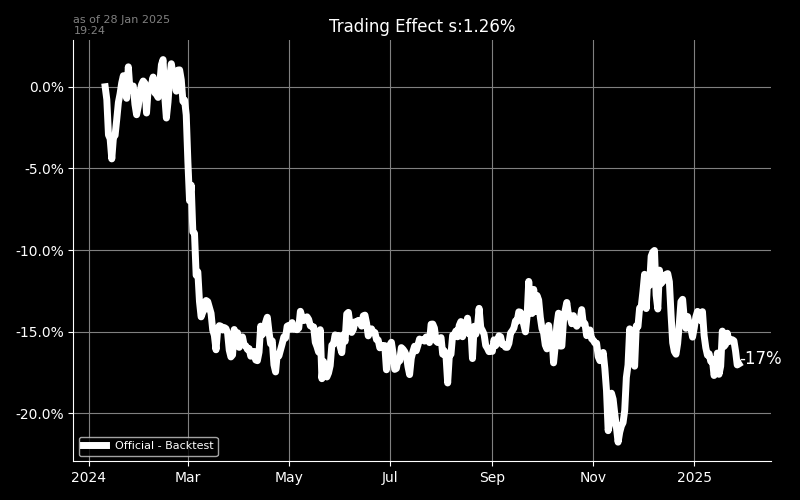 as of 28 Jan 2025
19:24
Trading Effect s:1.26%
0.0%
-5.0%
-10.0%
-15.0%
-20.0%
-17%
Official - Backtest
2024
Mar
May
Jul
Sep
Nov
2025